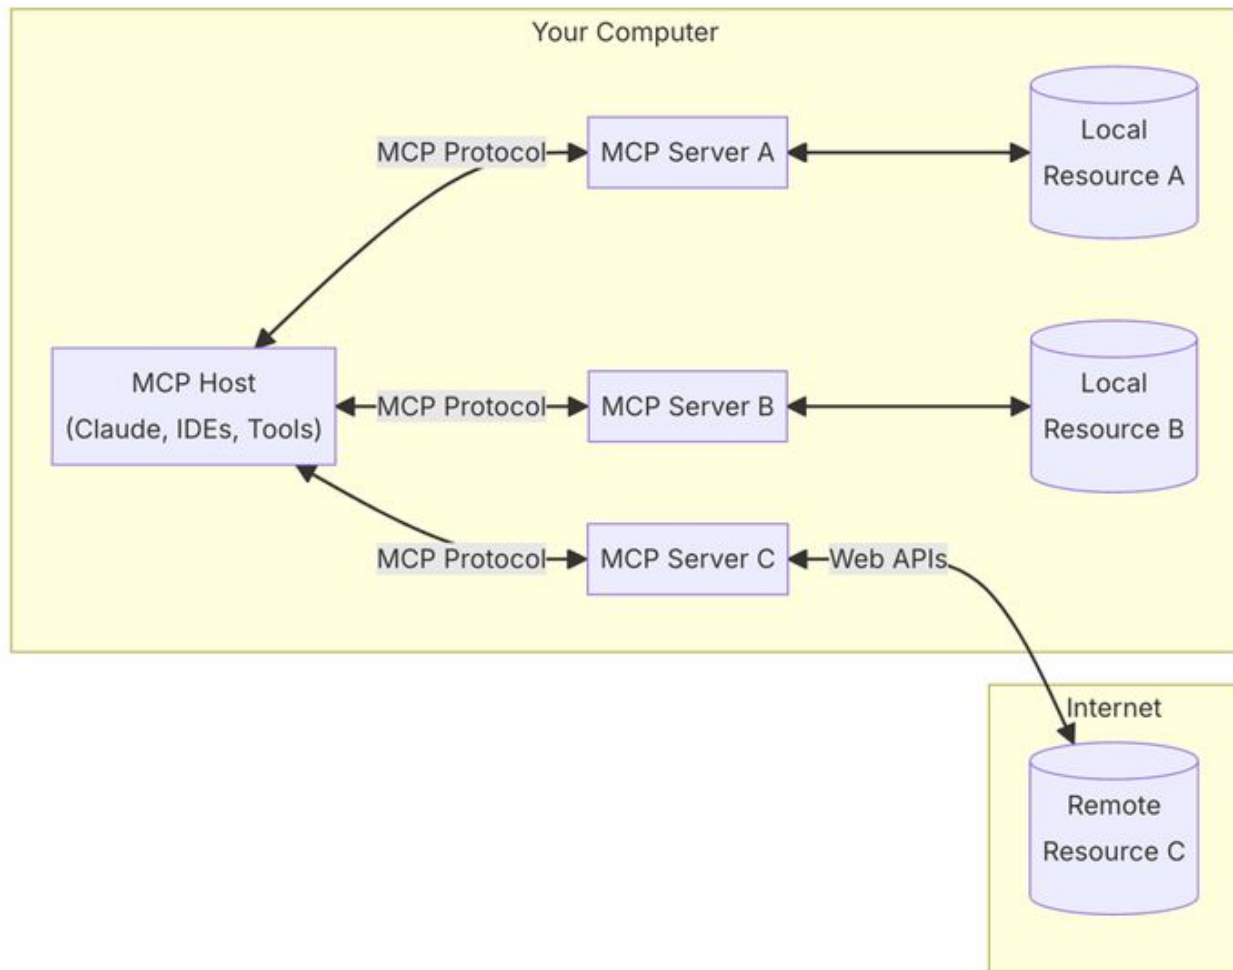 Your Computer
MCP Protocol
MCP Server A
Local
Resource A
MCP Host
(Claude, IDEs, Tools)
MCP Protocol
MCP Server B
Local
Resource B
MCP Protocol
MCP Server C
Web APIs
Internet
Remote
Resource C